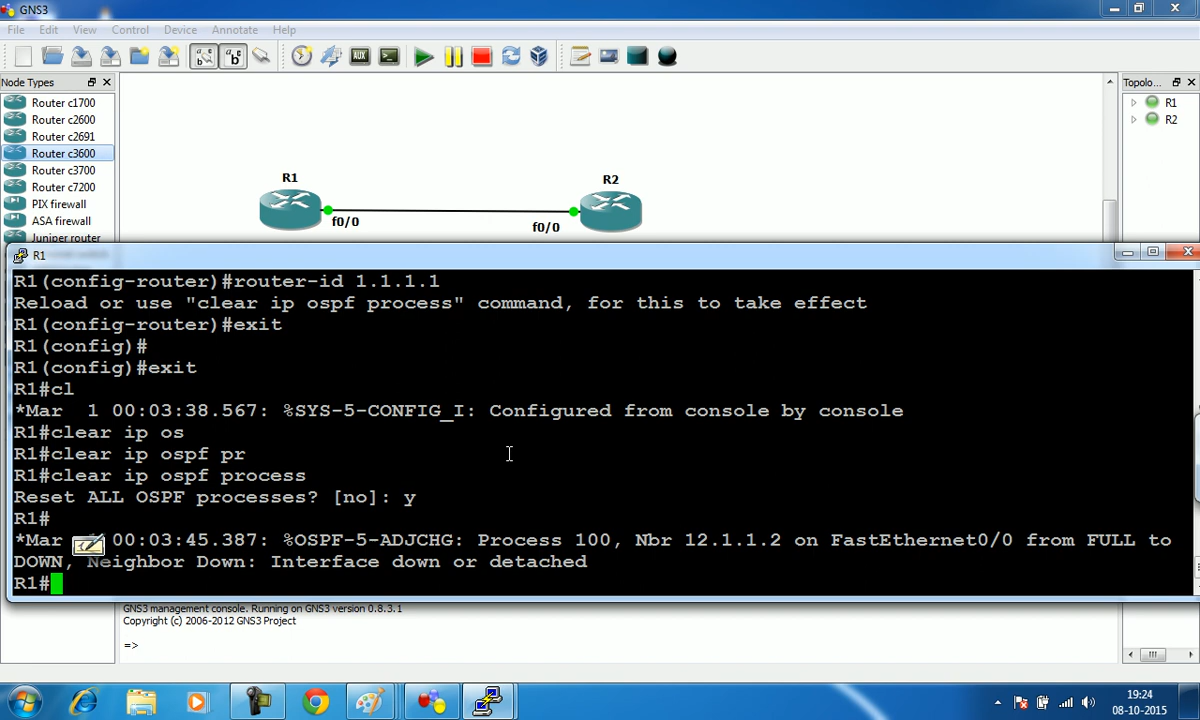 GNS3
File Edit View Control Device Annotate Help
Node Types
Topolo...
Router c1700
Router c2600
Router c2691
Router c3600
Router c3700
Router c7200
PIX firewall
ASA firewall
Juniper router
R1
R2
R1
R2
f0/0
f0/0
R1
R1(config-router)#router-id 1.1.1.1
Reload or use "clear ip ospf process" command, for this to take effect
R1(config-router)#exit
R1(config)#
R1(config)#exit
R1#cl
*Mar 1 00:03:38.567: %SYS-5-CONFIG_I: Configured from console by console
R1#clear ip os
R1#clear ip ospf pr
R1#clear ip ospf process
Reset ALL OSPF processes? [no]: y
R1#
*Mar 00:03:45.387: %OSPF-5-ADJCHG: Process 100, Nbr 12.1.1.2 on FastEthernet0/0 from FULL to
DOWN, Neighbor Down: Interface down or detached
R1#
GNS3 management console. Running on GNS3 version 0.8.3.1
Copyright (c) 2006-2012 GNS3 Project
=>
19:24
08-10-2015